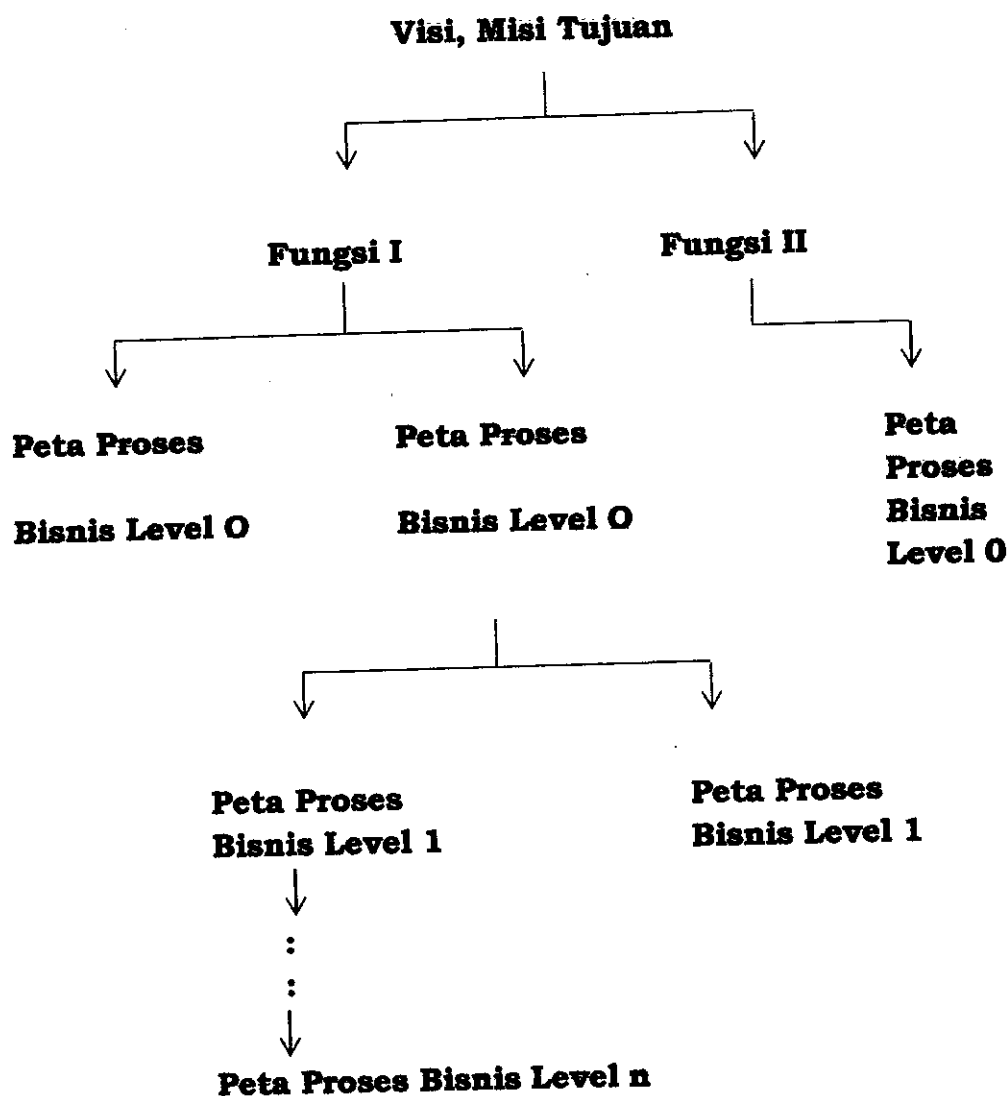 Visi, Misi Tujuan
Fungsi I
Fungsi II
Peta Proses
Bisnis Level O
Peta Proses
Bisnis Level O
Peta
Proses
Bisnis
Level 0
Peta Proses
Bisnis Level 1
Peta Proses
Bisnis Level 1
:
:
Peta Proses Bisnis Level n